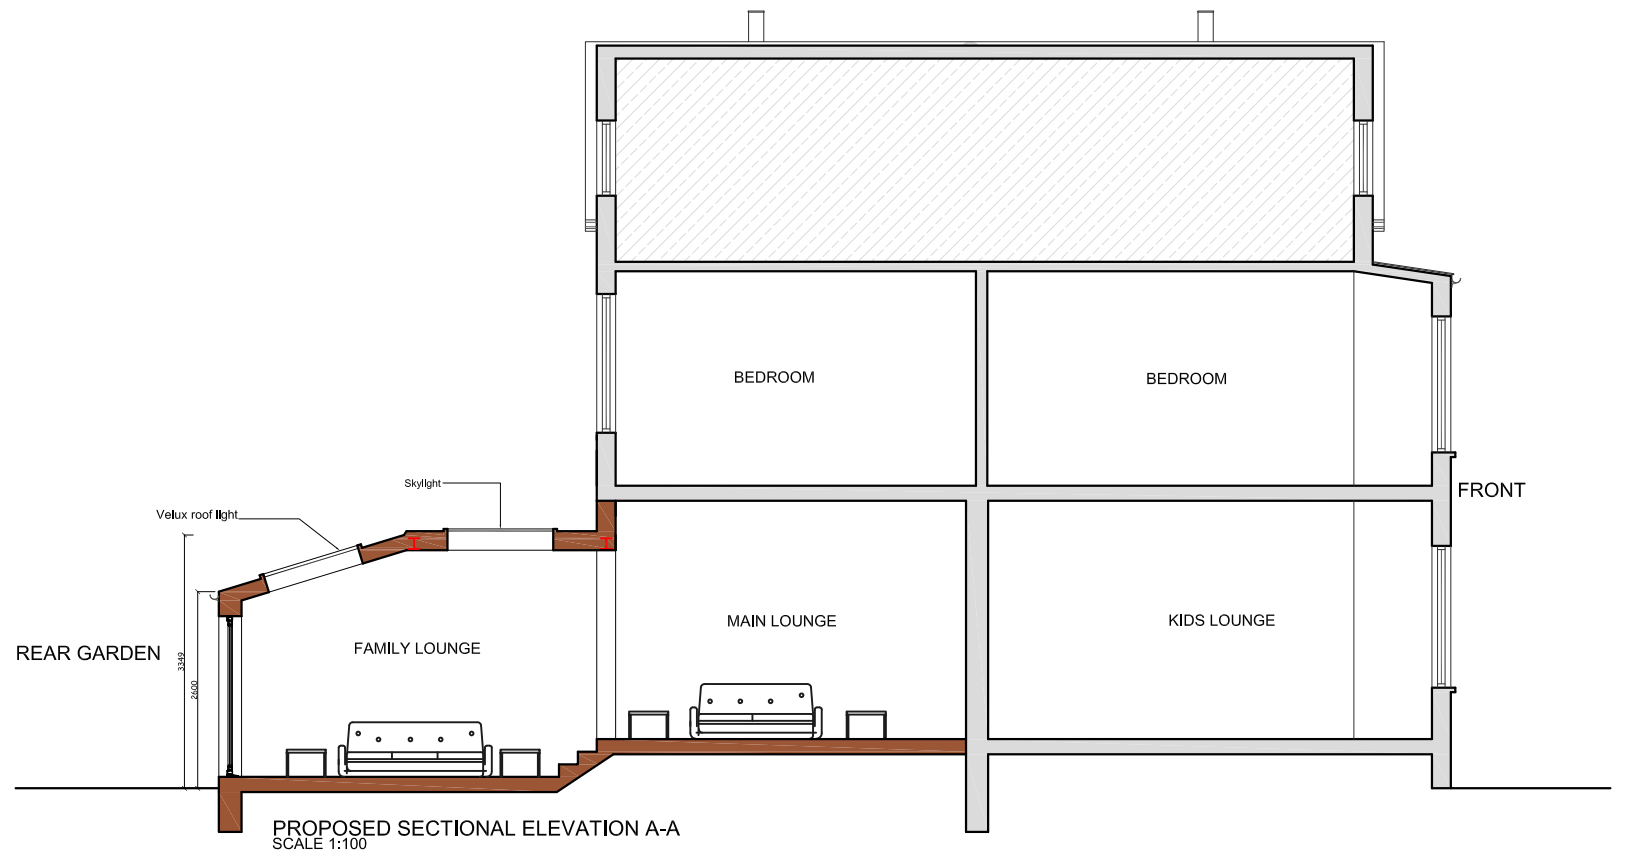 BEDROOM
BEDROOM
Skylight
FRONT
Velux roof light
MAIN LOUNGE
KIDS LOUNGE
FAMILY LOUNGE
REAR GARDEN
3349
2600
PROPOSED SECTIONAL ELEVATION A-A
SCALE 1:100